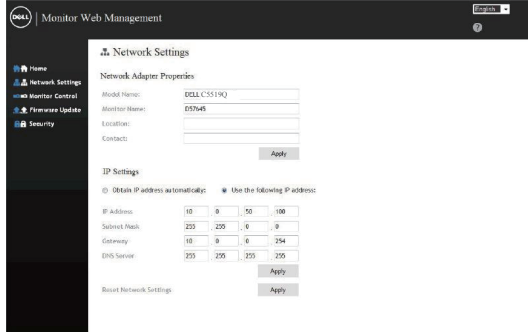 DELL | Monitor Web Management
English
?
Network Settings
Home
Network Settings
Monitor Control
Firmware Update
Security
Network Adapter Properties
Model Name: DELL C5519Q
Monitor Name: D57645
Location:
Contact:
Apply
IP Settings
Obtain IP address automatically: Use the following IP address:
IP Address 10 . 0 . 50 . 100
Subnet Mask 255 . 255 . 0 . 0
Gateway 10 . 0 . 0 . 254
DNS Server 255 . 255 . 255 . 255
Apply
Reset Network Settings Apply